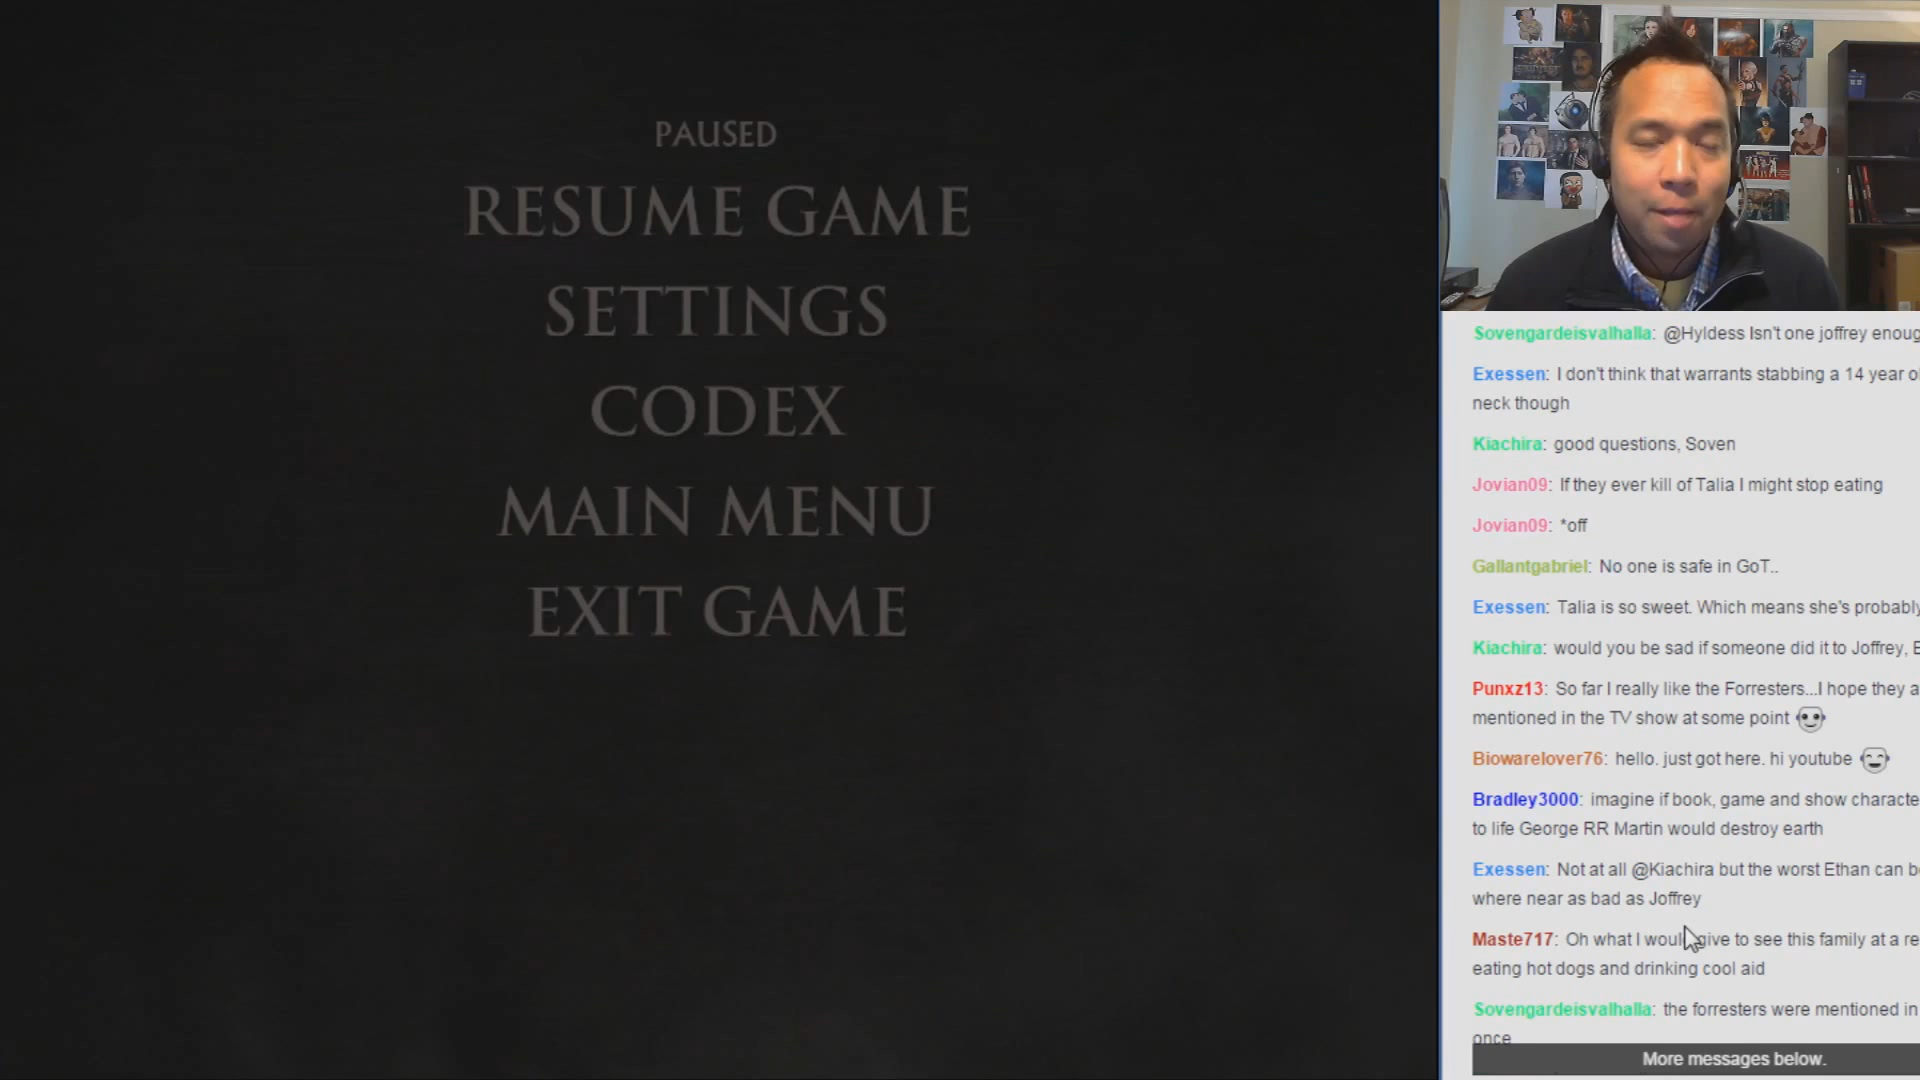 PAUSED
RESUME GAME
SETTINGS
CODEX
MAIN MENU
EXIT GAME
Sovengardeisvalhalla: @Hyldess Isn't one joffrey enoug
Exessen: I don't think that warrants stabbing a 14 year
neck though
Kiachira: good questions, Soven
Jovian09: If they ever kill of Talia I might stop eating
Jovian09: *off
Gallantgabriel: No one is safe in GoT..
Exessen: Talia is so sweet. Which means she's probably
Kiachira: would you be sad if someone did it to Joffrey, E
Punxz13: So far I really like the Forresters...I hope they a
mentioned in the TV show at some point
Biowarelover76: hello. just got here. hi youtube
Bradley3000: imagine if book, game and show characte
to life George RR Martin would destroy earth
Exessen: Not at all @Kiachira but the worst Ethan can b
where near as bad as Joffrey
Maste717: Oh what I would give to see this family at a re
eating hot dogs and drinking cool aid
Sovengardeisvalhalla: the forresters were mentioned in
once
More messages below.